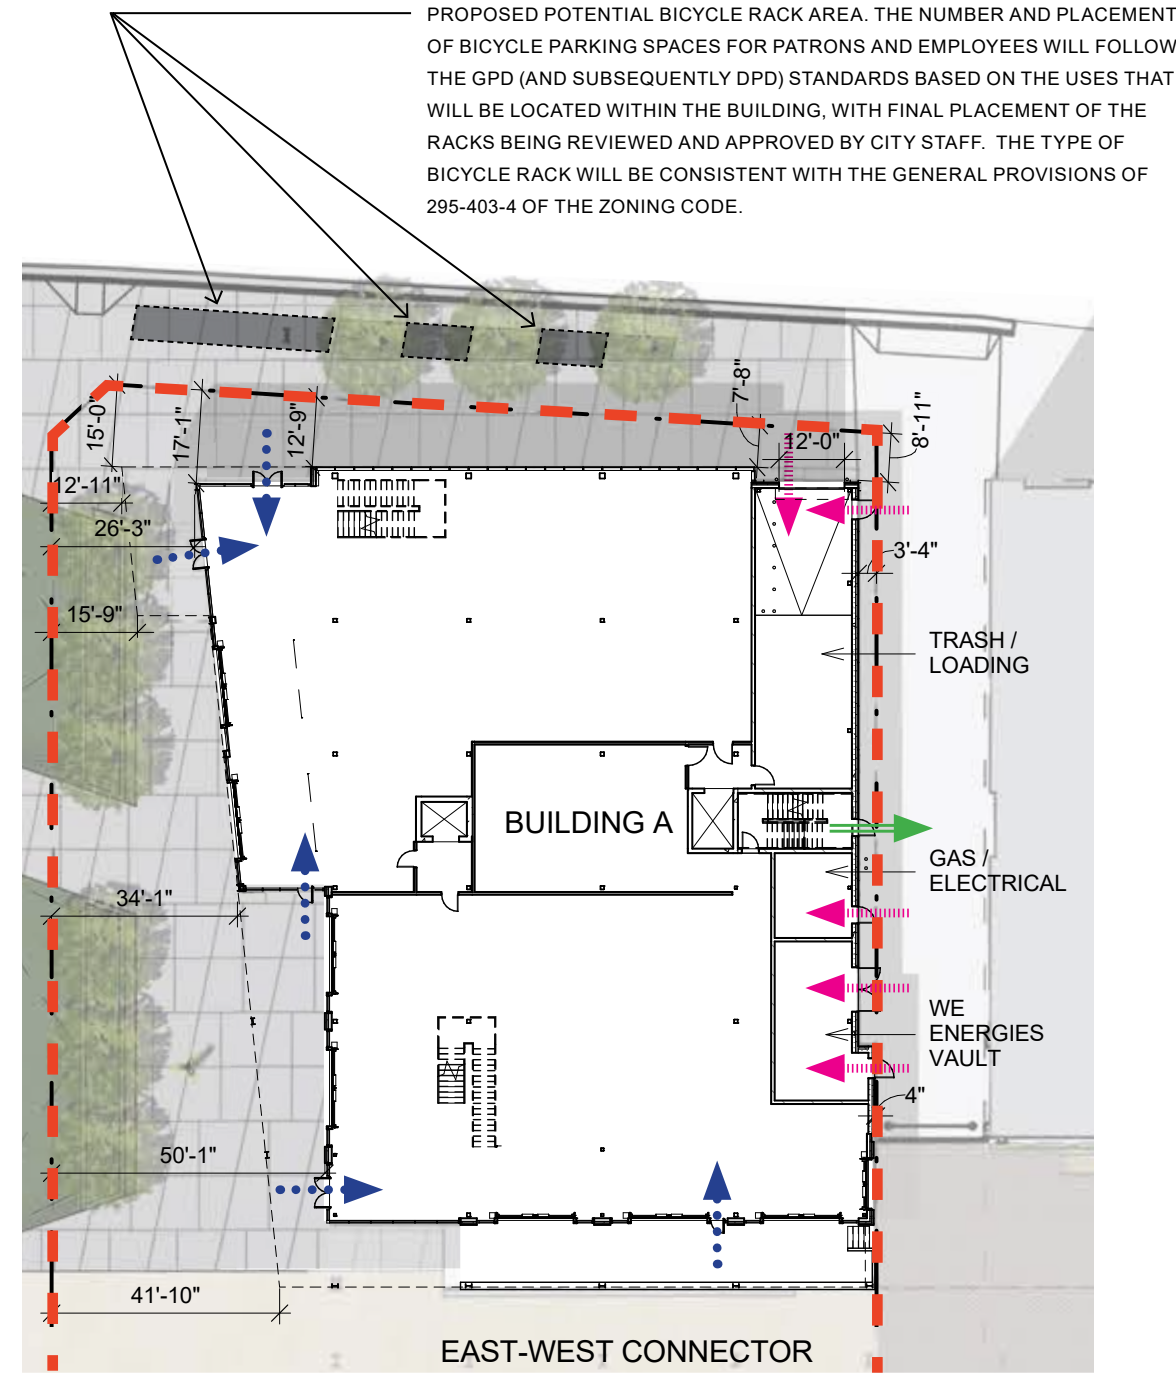 PROPOSED POTENTIAL BICYCLE RACK AREA. THE NUMBER AND PLACEMENT
OF BICYCLE PARKING SPACES FOR PATRONS AND EMPLOYEES WILL FOLLOW
THE GPD (AND SUBSEQUENTLY DPD) STANDARDS BASED ON THE USES THAT
WILL BE LOCATED WITHIN THE BUILDING, WITH FINAL PLACEMENT OF THE
RACKS BEING REVIEWED AND APPROVED BY CITY STAFF. THE TYPE OF
BICYCLE RACK WILL BE CONSISTENT WITH THE GENERAL PROVISIONS OF
295-403-4 OF THE ZONING CODE.
15'-0"
17'-1"
12'-9"
7'-8"
12'-0"
8'-11"
12'-11"
26'-3"
3'-4"
15'-9"
TRASH /
LOADING
BUILDING A
GAS /
ELECTRICAL
34'-1"
WE
ENERGIES
VAULT
4"
50'-1"
41'-10"
EAST-WEST CONNECTOR